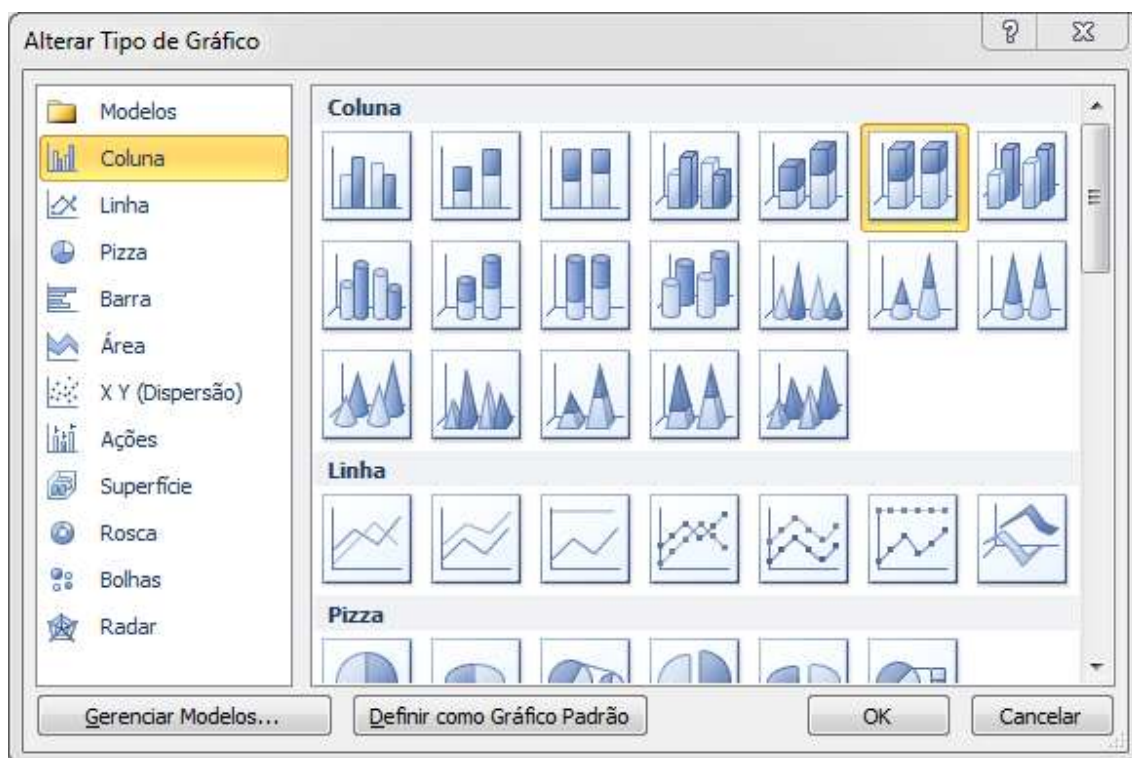 Alterar Tipo de Gráfico
Modelos
Coluna
Linha
Pizza
Barra
Área
X Y (Dispersão)
Ações
Superfície
Rosca
Bolhas
Radar
Coluna
Linha
Pizza
Gerenciar Modelos...
Definir como Gráfico Padrão
OK
Cancelar